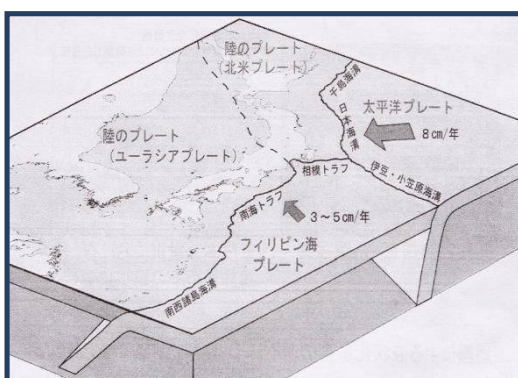 陸のプレート
(北米プレート)
千島海溝
日本海溝
太平洋プレート
8cm/年
陸のプレート
(ユーラシアプレート)
相模トラフ
伊豆・小笠原海溝
南海トラフ
3~5cm/年
フィリピン海
プレート
南西諸島海溝